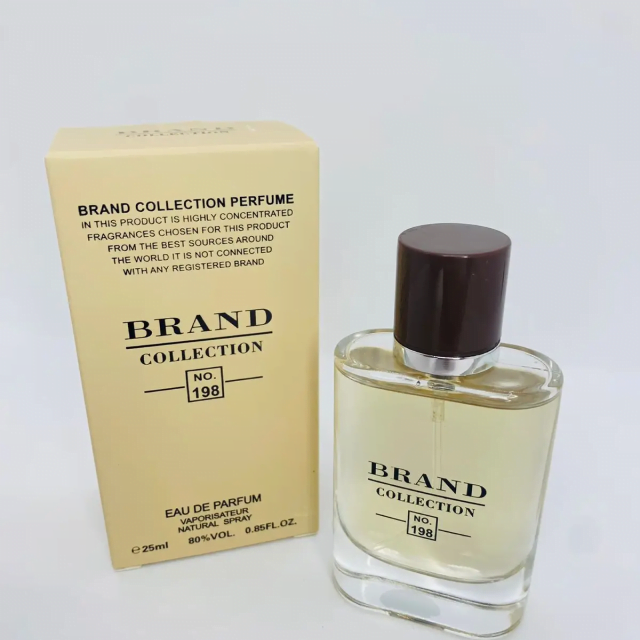 BRAND COLLECTION PERFUME
IN THIS PRODUCT IS HIGHLY CONCENTRATED
FRAGRANCES CHOSEN FOR THIS PRODUCT
FROM THE BEST SOURCES AROUND
THE WORLD IT IS NOT CONNECTED
WITH ANY REGISTERED BRAND
BRAND
COLLECTION
NO.
198
EAU DE PARFUM
VAPORISATEUR
NATURAL SPRAY
e 25ml 80%VOL. 0.85FL.OZ.
BRAND
COLLECTION
NO.
198